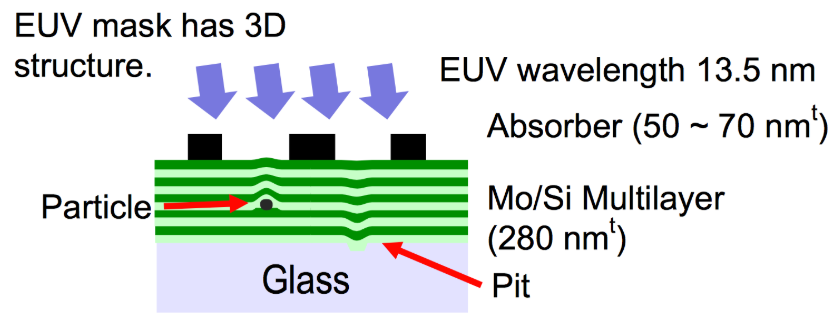 EUV mask has 3D
structure.
EUV wavelength 13.5 nm
Absorber (50 ~ 70 nmᵗ)
Particle
Mo/Si Multilayer
(280 nmᵗ)
Glass
Pit